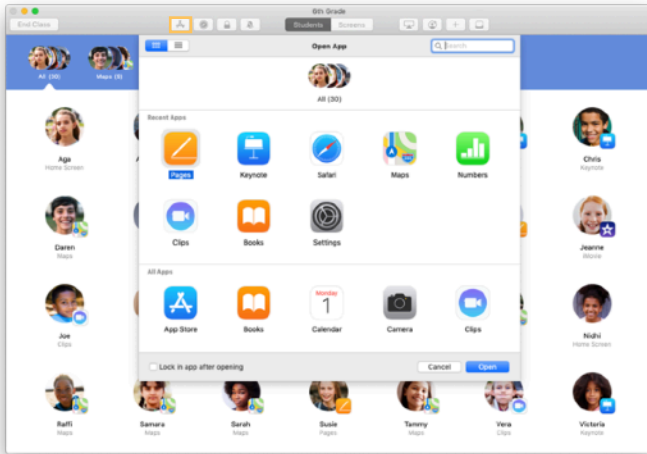 6th Grade
End Class
Students
Screens
Open App
Search
All (30)
Maps (9)
All (30)
Recent Apps
Pages
Keynote
Safari
Maps
Numbers
Clips
Books
Settings
All Apps
App Store
Books
Monday
1
Calendar
Camera
Clips
Lock in app after opening
Cancel
Open
Aga
Home Screen
A
Chris
Keynote
Daren
Maps
Jeanne
iMovie
Joe
Clips
Nidhi
Home Screen
Raffi
Maps
Samara
Maps
Sarah
Maps
Susie
Pages
Tammy
Maps
Vera
Clips
Victoria
Keynote